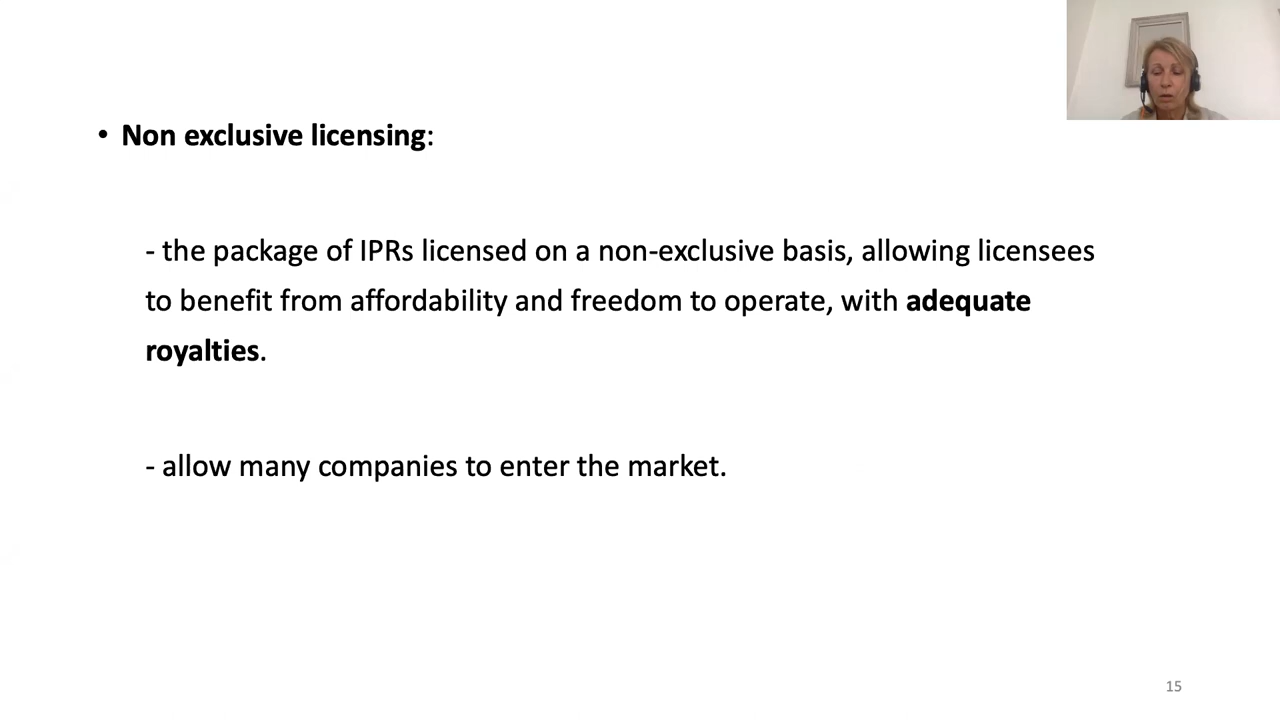 • Non exclusive licensing:
- the package of IPRs licensed on a non-exclusive basis, allowing licensees
to benefit from affordability and freedom to operate, with adequate
royalties.
- allow many companies to enter the market.
15